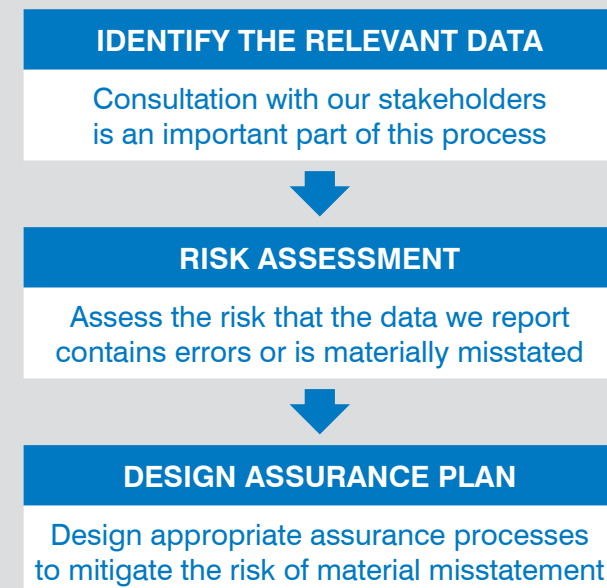 IDENTIFY THE RELEVANT DATA
Consultation with our stakeholders
is an important part of this process
RISK ASSESSMENT
Assess the risk that the data we report
contains errors or is materially misstated
DESIGN ASSURANCE PLAN
Design appropriate assurance processes
to mitigate the risk of material misstatement